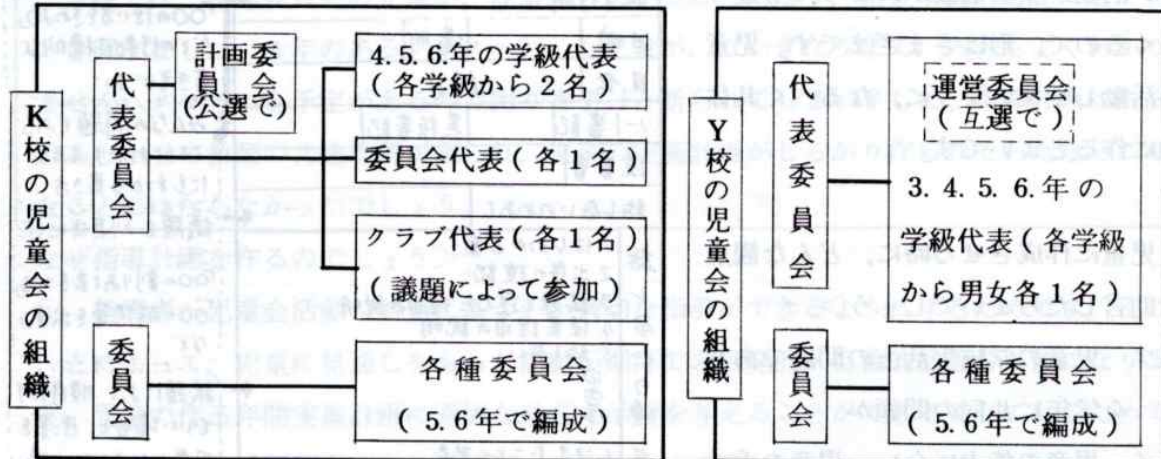 K校の児童会の組織
代表委員会
計画委
員会
(公選で)
4.5.6.年の学級代表
(各学級から2名)
委員会代表(各1名)
クラブ代表(各1名)
(議題によって参加)
委員会
各種委員会
(5.6年で編成)
Y校の児童会の組織
代表委員会
運営委員会
(互選で)
3.4.5.6.年の
学級代表(各学級
から男女各1名)
委員会
各種委員会
(5.6年で編成)